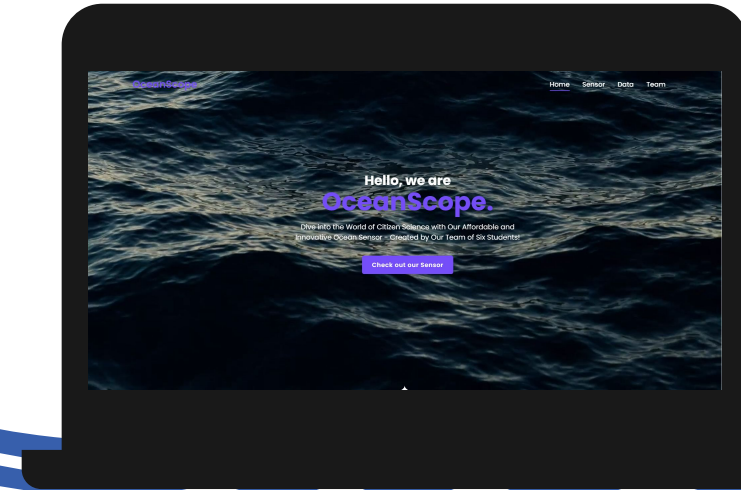 OceanScope
Home Sensor Data Team
Hello, we are
OceanScope.
Dive into the World of Citizen Science with Our Affordable and
Innovative Ocean Sensor - Created by Our Team of Six Students!
Check out our Sensor